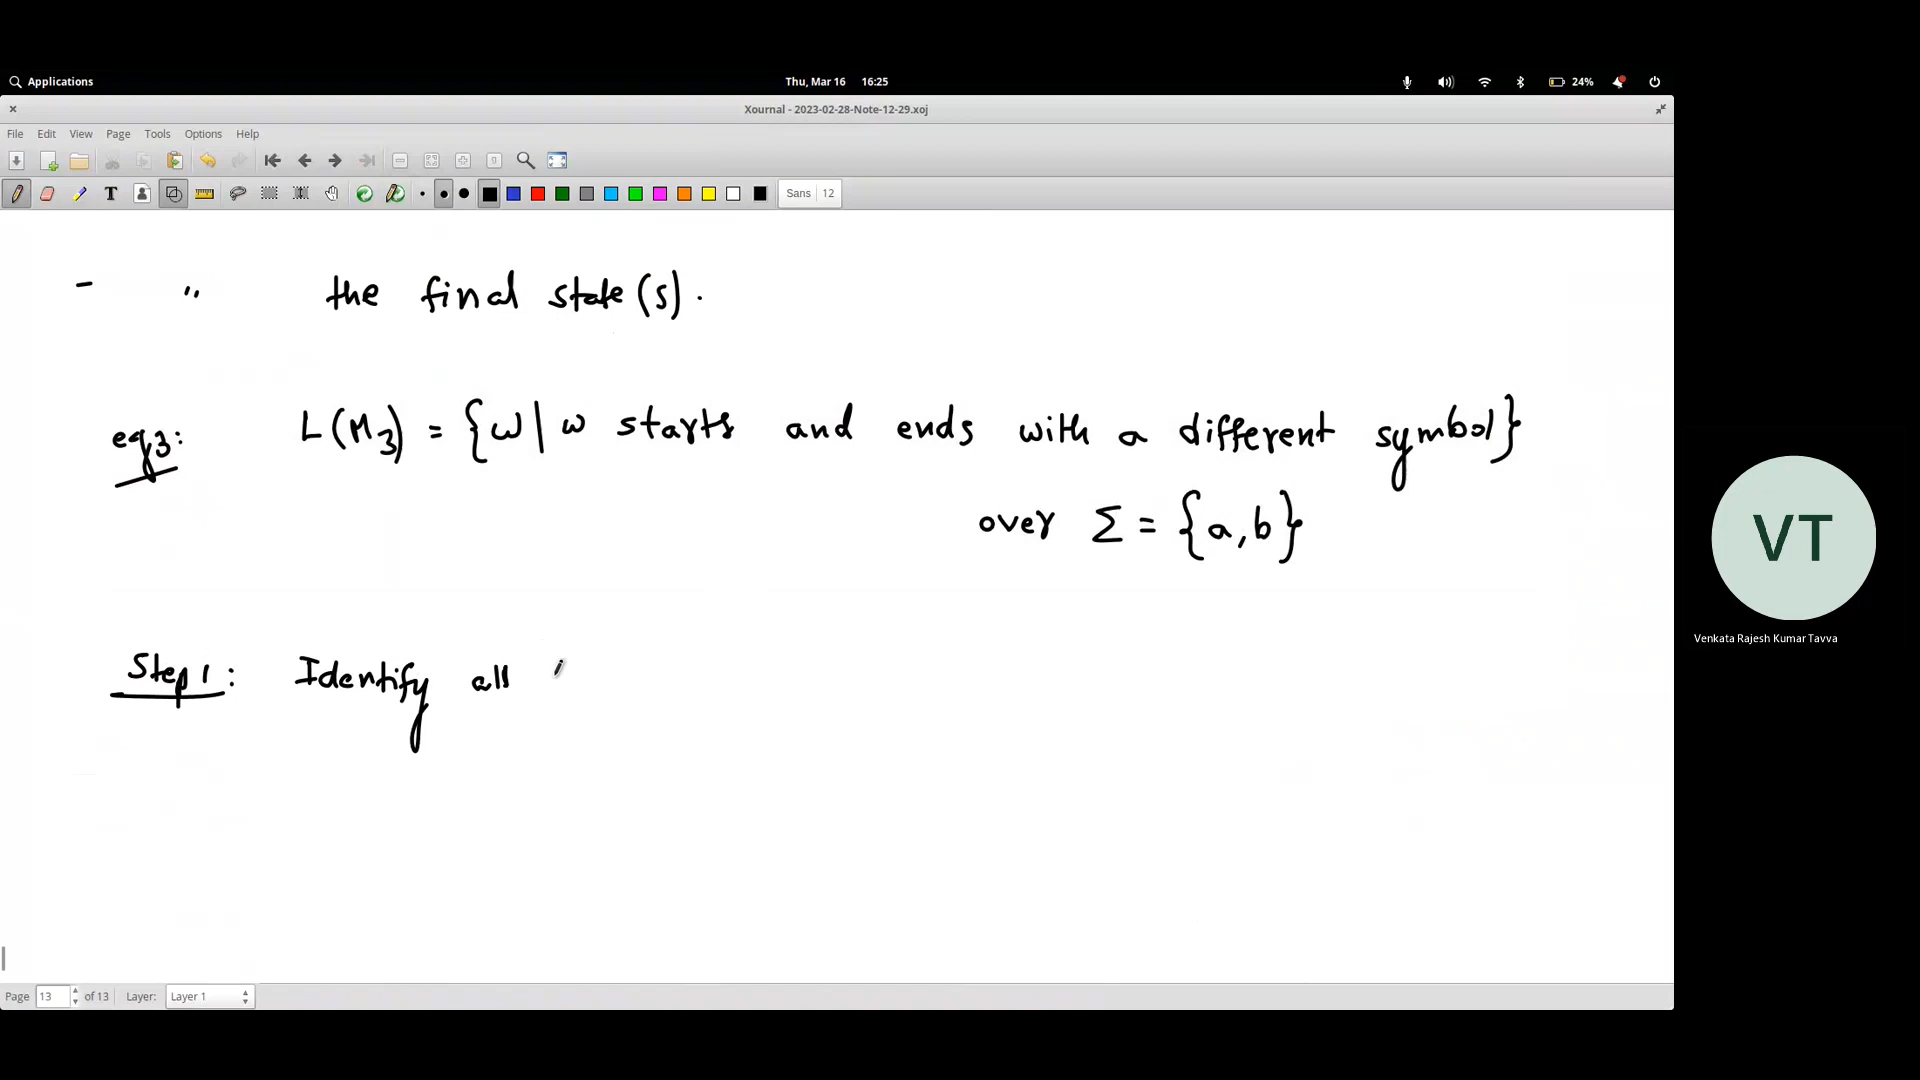 Applications Thu, Mar 16 16:25 24%
Xournal - 2023-02-28-Note-12-29.xoj
File Edit View Page Tools Options Help
T Sans 12
- " the final state(s).
eg3: L(M3) = {ω | ω starts and ends with a different symbol}
over Σ = {a,b}
VT
Venkata Rajesh Kumar Tavva
Step 1: Identify all
Page 13 of 13 Layer: Layer 1